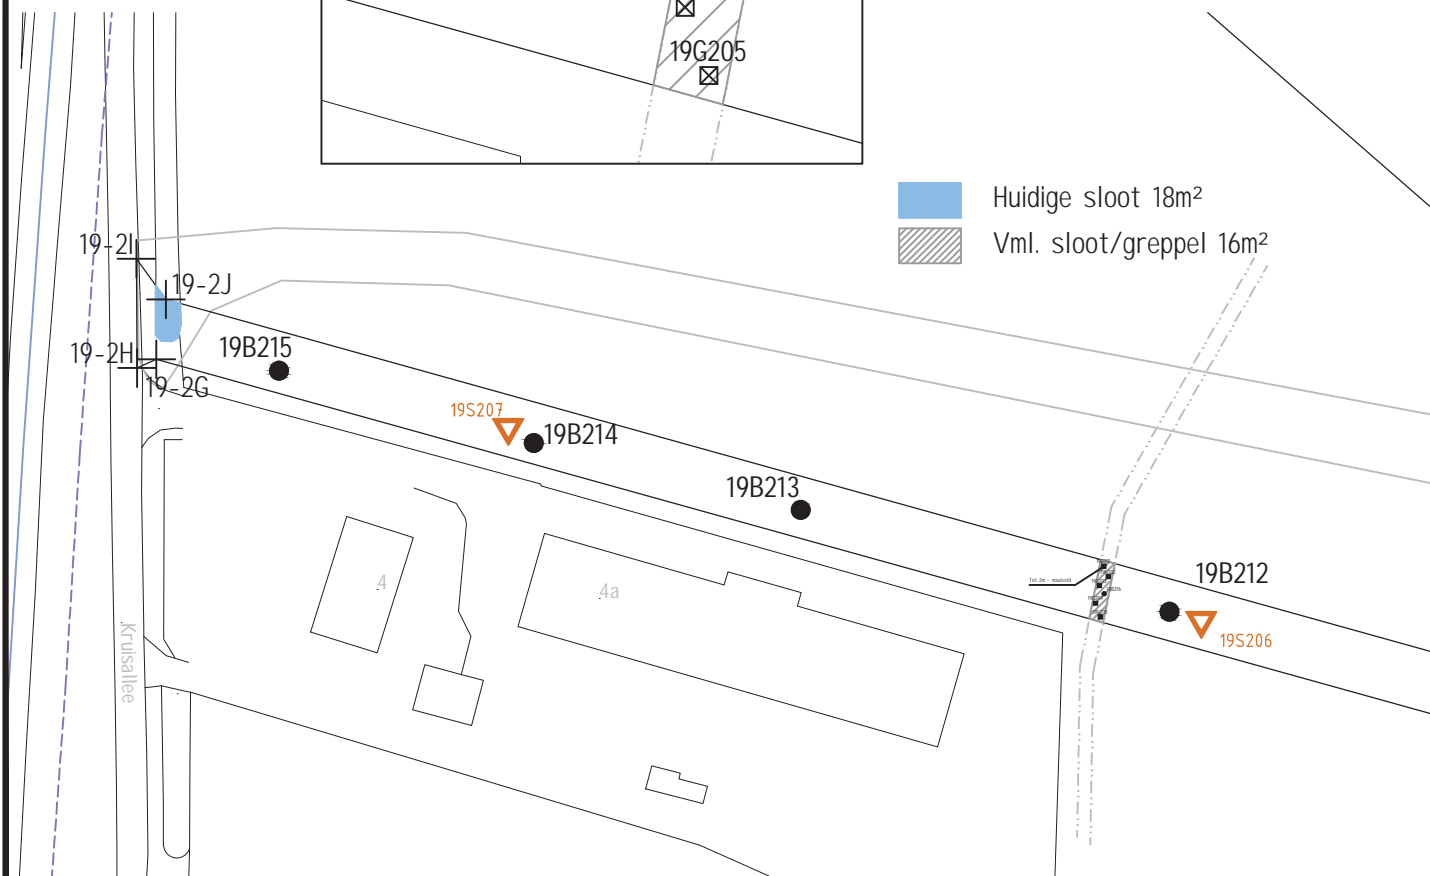 19G205
Huidige sloot 18m²
Vml. sloot/greppel 16m²
19-2I
19-2J
19-2H
19-2G
19B215
19S207
19B214
19B213
19B212
19S206
4
4a
Kruisallee